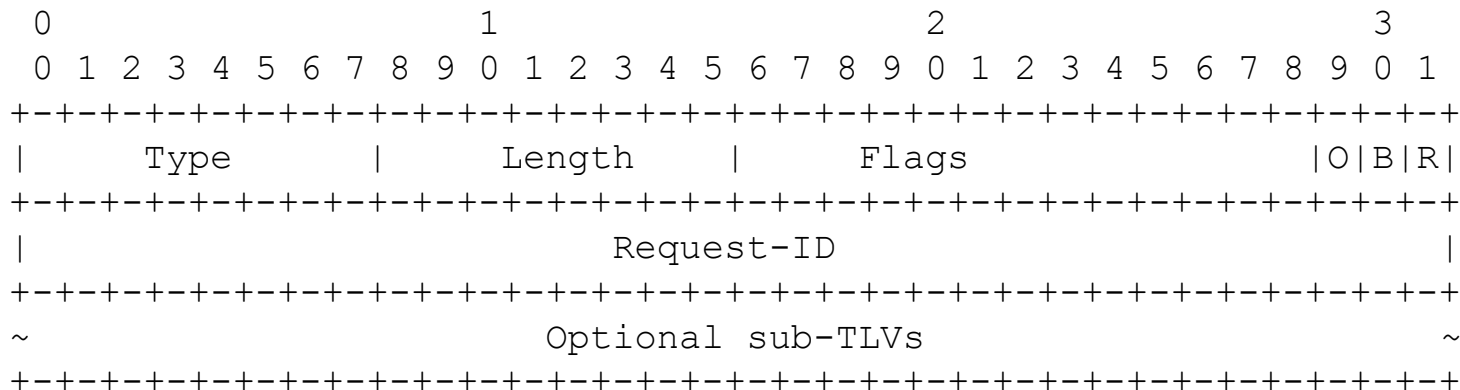 0                   1                   2                   3
 0 1 2 3 4 5 6 7 8 9 0 1 2 3 4 5 6 7 8 9 0 1 2 3 4 5 6 7 8 9 0 1
+-+-+-+-+-+-+-+-+-+-+-+-+-+-+-+-+-+-+-+-+-+-+-+-+-+-+-+-+-+-+-+-+
|     Type      |     Length    |     Flags               |O|B|R|
+-+-+-+-+-+-+-+-+-+-+-+-+-+-+-+-+-+-+-+-+-+-+-+-+-+-+-+-+-+-+-+-+
|                          Request-ID                           |
+-+-+-+-+-+-+-+-+-+-+-+-+-+-+-+-+-+-+-+-+-+-+-+-+-+-+-+-+-+-+-+-+
~                       Optional sub-TLVs                       ~
+-+-+-+-+-+-+-+-+-+-+-+-+-+-+-+-+-+-+-+-+-+-+-+-+-+-+-+-+-+-+-+-+